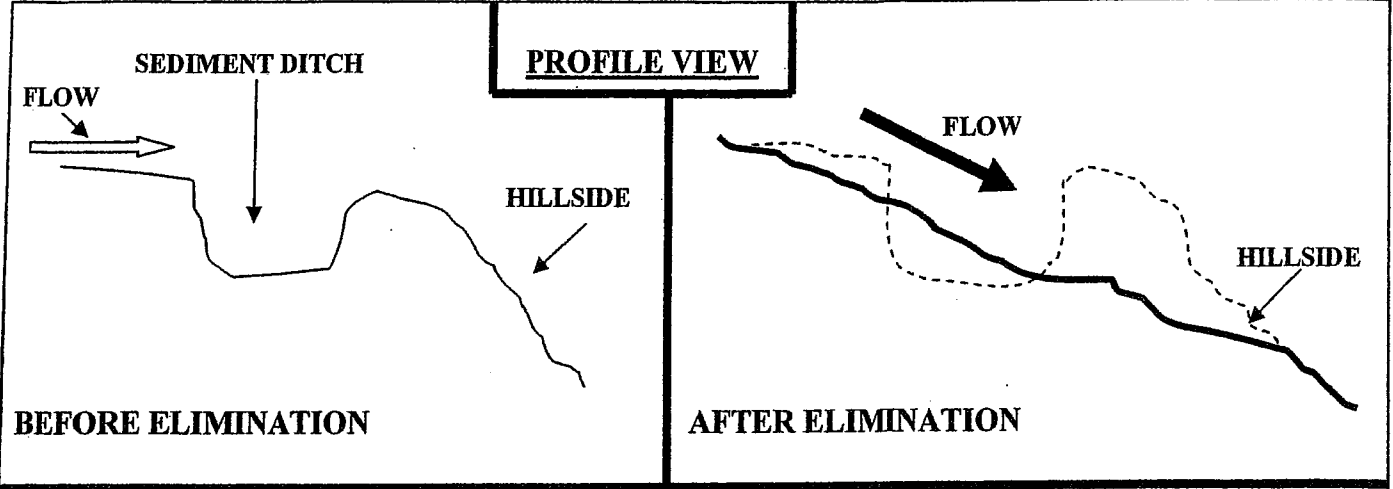 PROFILE VIEW
SEDIMENT DITCH
FLOW
HILLSIDE
BEFORE ELIMINATION
FLOW
HILLSIDE
AFTER ELIMINATION